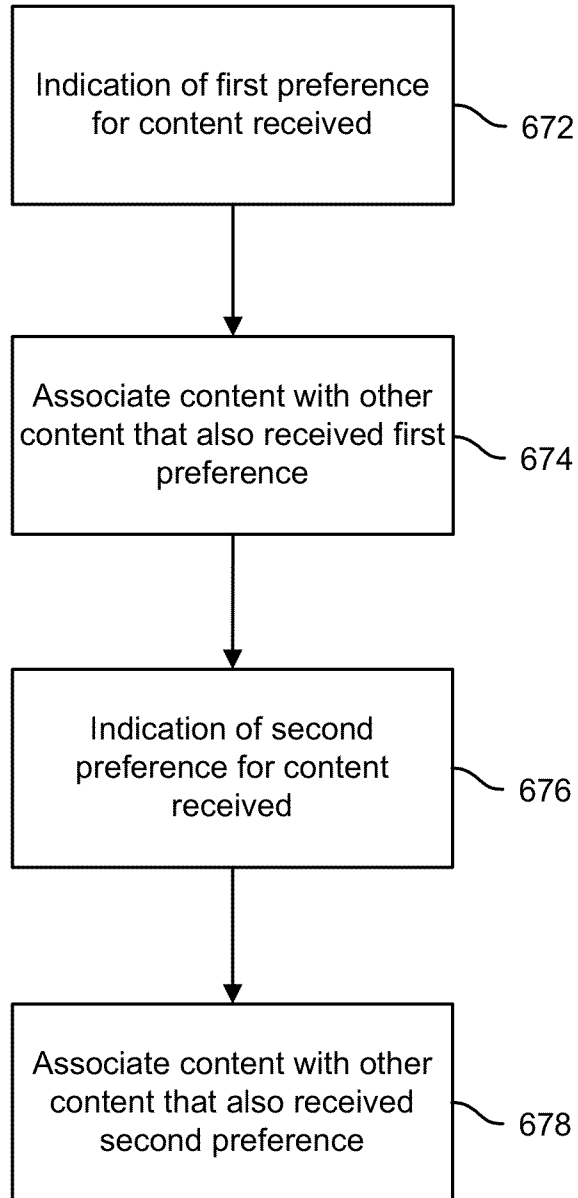 Indication of first preference
for content received
672
Associate content with other
content that also received first
preference
674
Indication of second
preference for content
received
676
Associate content with other
content that also received
second preference
678